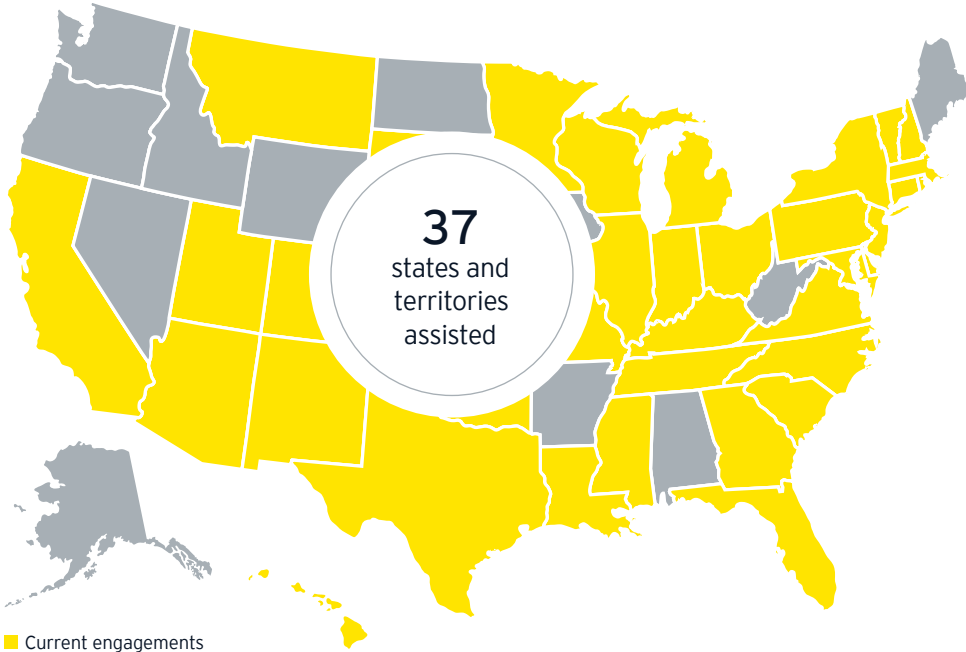 37
states and
territories
assisted
Current engagements